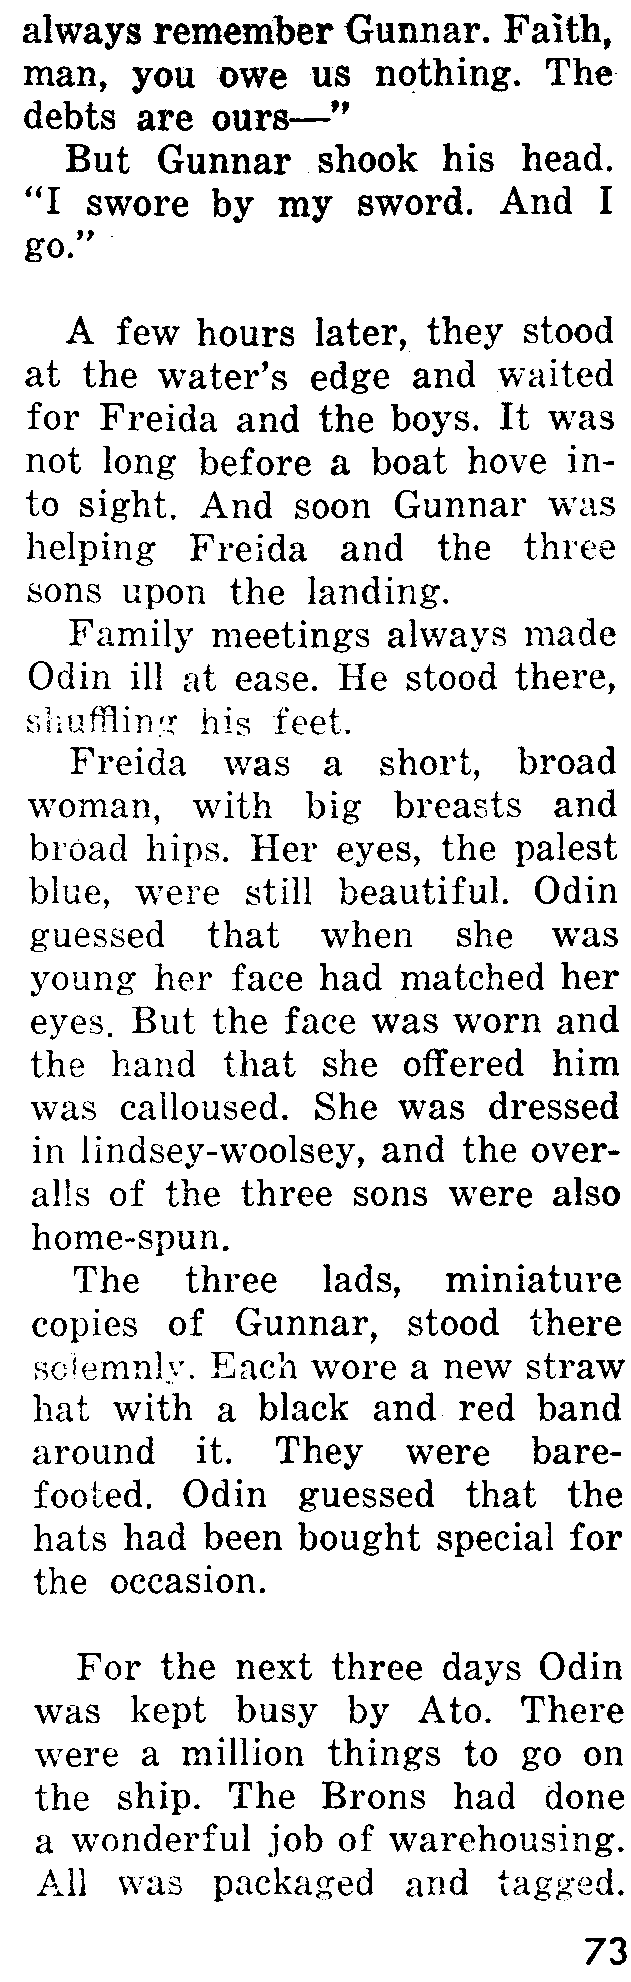 always remember Gunnar. Faith,
man, you owe us nothing. The
debts are ours—"
But Gunnar shook his head.
"I swore by my sword. And I
go."
A few hours later, they stood
at the water's edge and waited
for Freida and the boys. It was
not long before a boat hove in-
to sight. And soon Gunnar was
helping Freida and the three
sons upon the landing.
Family meetings always made
Odin ill at ease. He stood there,
shuffling his feet.
Freida was a short, broad
woman, with big breasts and
broad hips. Her eyes, the palest
blue, were still beautiful. Odin
guessed that when she was
young her face had matched her
eyes. But the face was worn and
the hand that she offered him
was calloused. She was dressed
in lindsey-woolsey, and the over-
alls of the three sons were also
home-spun.
The three lads, miniature
copies of Gunnar, stood there
solemnly. Each wore a new straw
hat with a black and red band
around it. They were bare-
footed. Odin guessed that the
hats had been bought special for
the occasion.
For the next three days Odin
was kept busy by Ato. There
were a million things to go on
the ship. The Brons had done
a wonderful job of warehousing.
All was packaged and tagged.
73